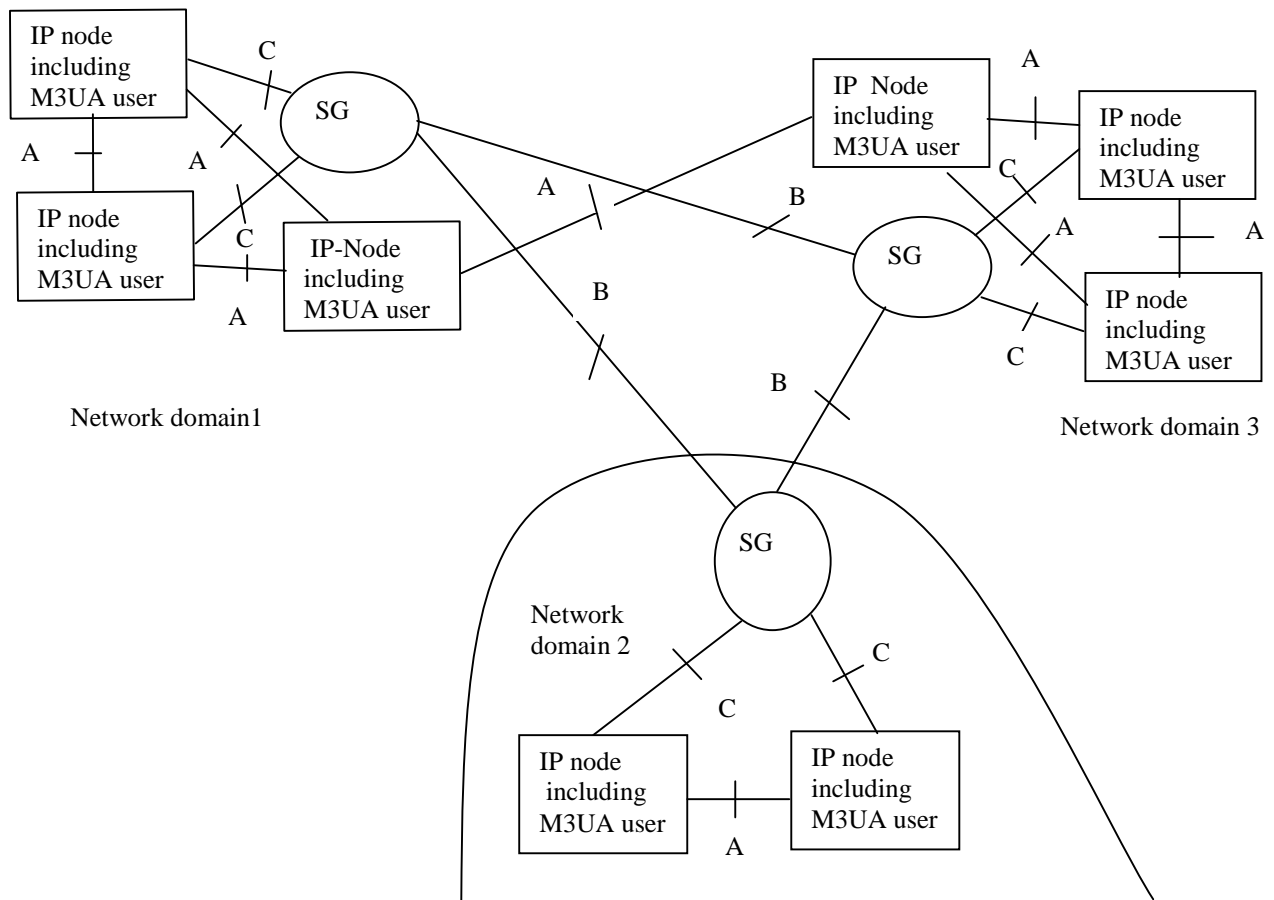 IP node
including
M3UA user
C
SG
A
A
A
IP node
including
M3UA user
C
A
IP-Node
including
M3UA user
Network domain1
A
B
B
IP  Node
including
M3UA user
A
IP node
including
M3UA user
C
A
A
SG
IP node
including
M3UA user
C
B
Network domain 3
SG
Network
domain 2
C
C
IP node
including
M3UA user
A
IP node
including
M3UA user